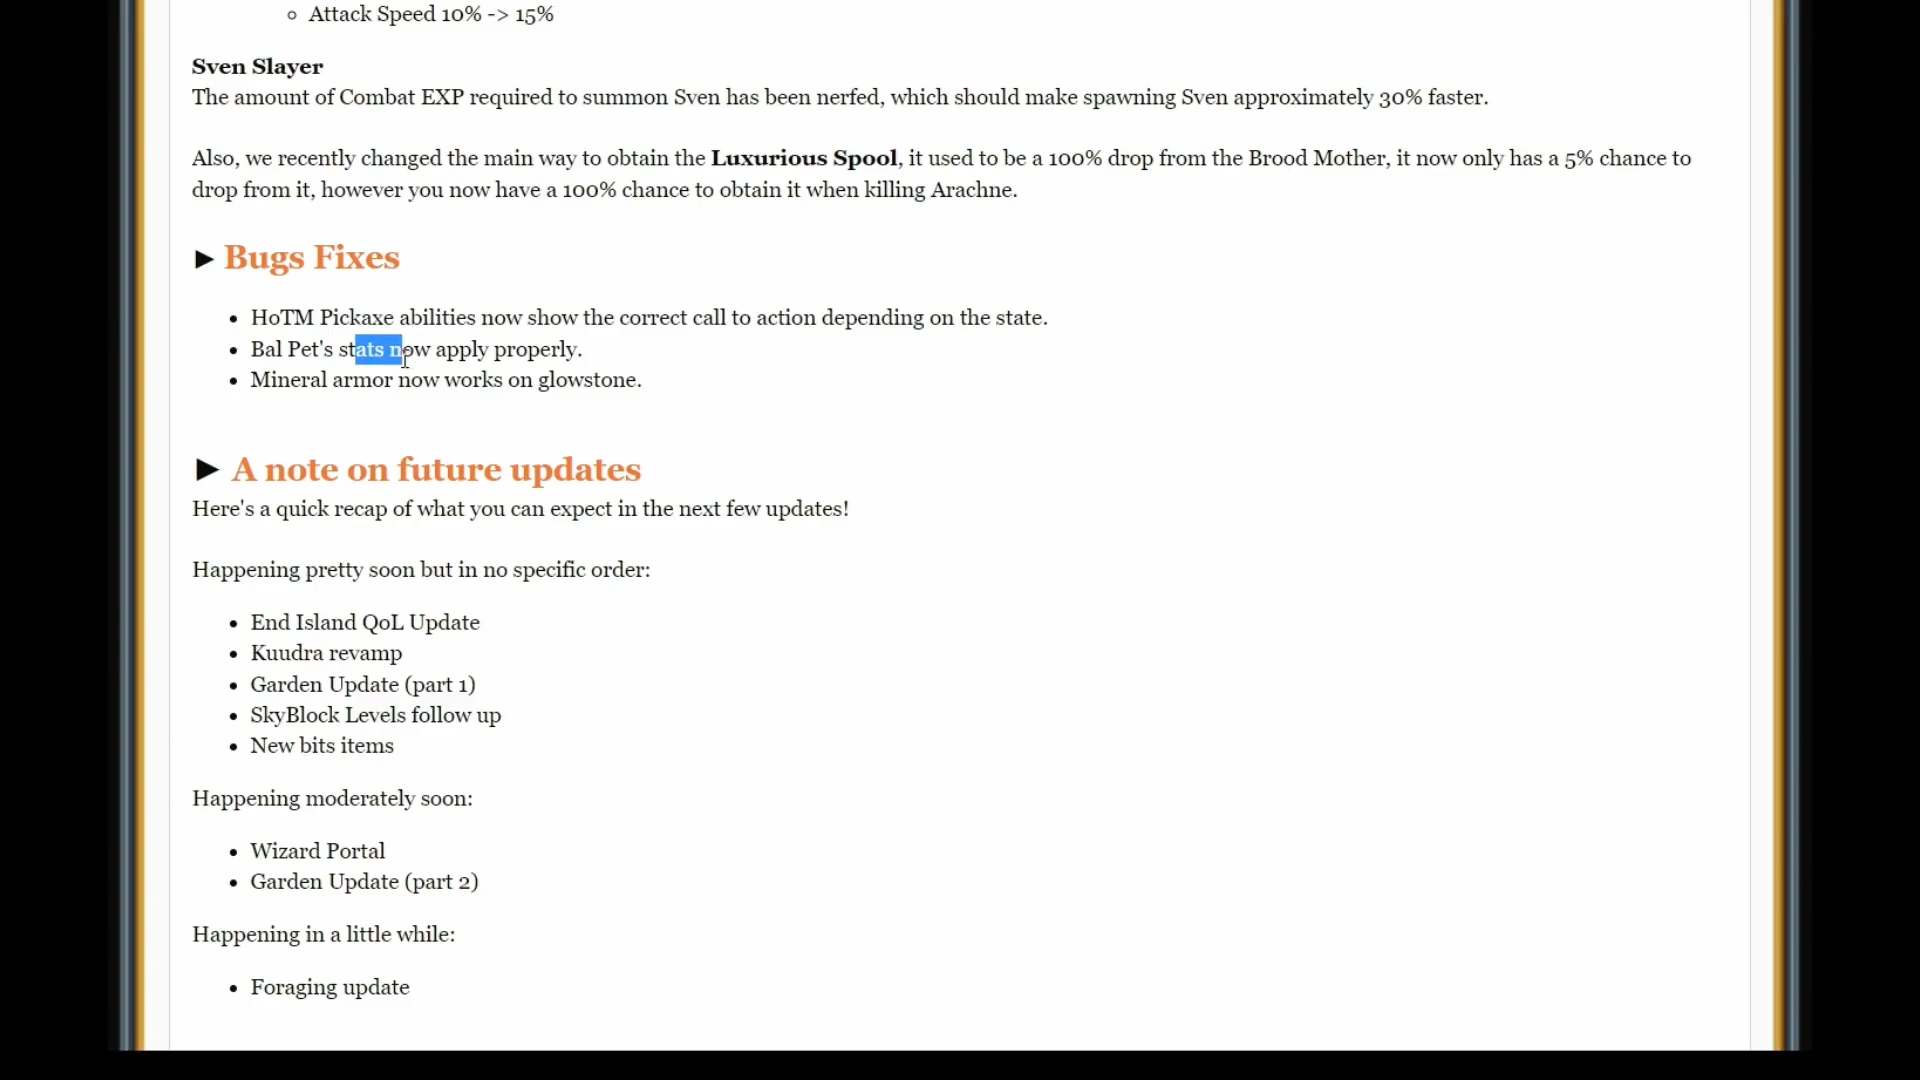 Attack Speed 10% -> 15%
Sven Slayer
The amount of Combat EXP required to summon Sven has been nerfed, which should make spawning Sven approximately 30% faster.
Also, we recently changed the main way to obtain the Luxurious Spool, it used to be a 100% drop from the Brood Mother, it now only has a 5% chance to
drop from it, however you now have a 100% chance to obtain it when killing Arachne.
► Bugs Fixes
HoTM Pickaxe abilities now show the correct call to action depending on the state.
Bal Pet's stats now apply properly.
Mineral armor now works on glowstone.
► A note on future updates
Here's a quick recap of what you can expect in the next few updates!
Happening pretty soon but in no specific order:
End Island QoL Update
Kuudra revamp
Garden Update (part 1)
SkyBlock Levels follow up
New bits items
Happening moderately soon:
Wizard Portal
Garden Update (part 2)
Happening in a little while:
Foraging update